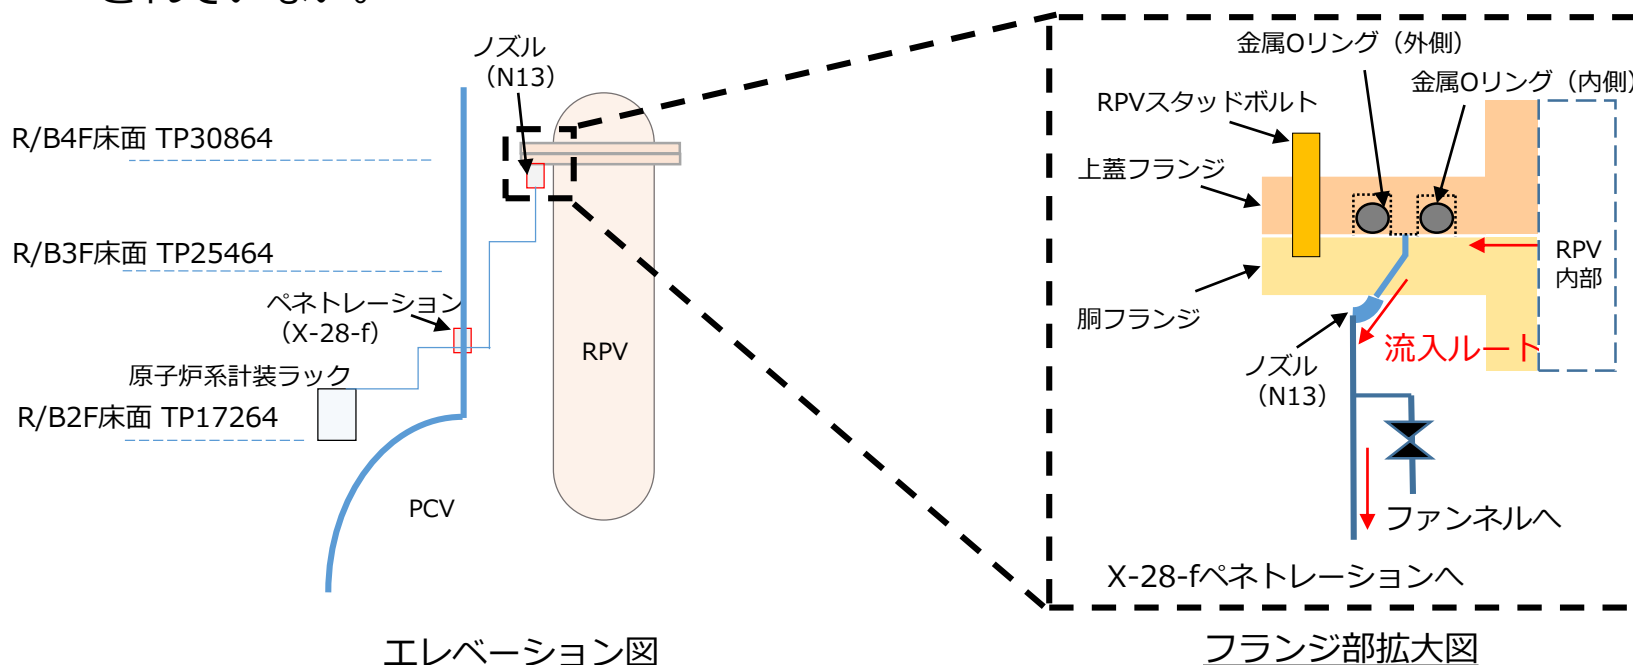 ノズル
（N13）
R/B4F床面 TP30864
R/B3F床面 TP25464
ペネトレーション
（X-28-f）
原子炉系計装ラック
R/B2F床面 TP17264
RPV
PCV
エレベーション図
金属Oリング（外側）
金属Oリング（内側）
RPVスタッドボルト
上蓋フランジ
RPV
内部
胴フランジ
流入ルート
ノズル
（N13）
ファンネルへ
X-28-fペネトレーションへ
フランジ部拡大図